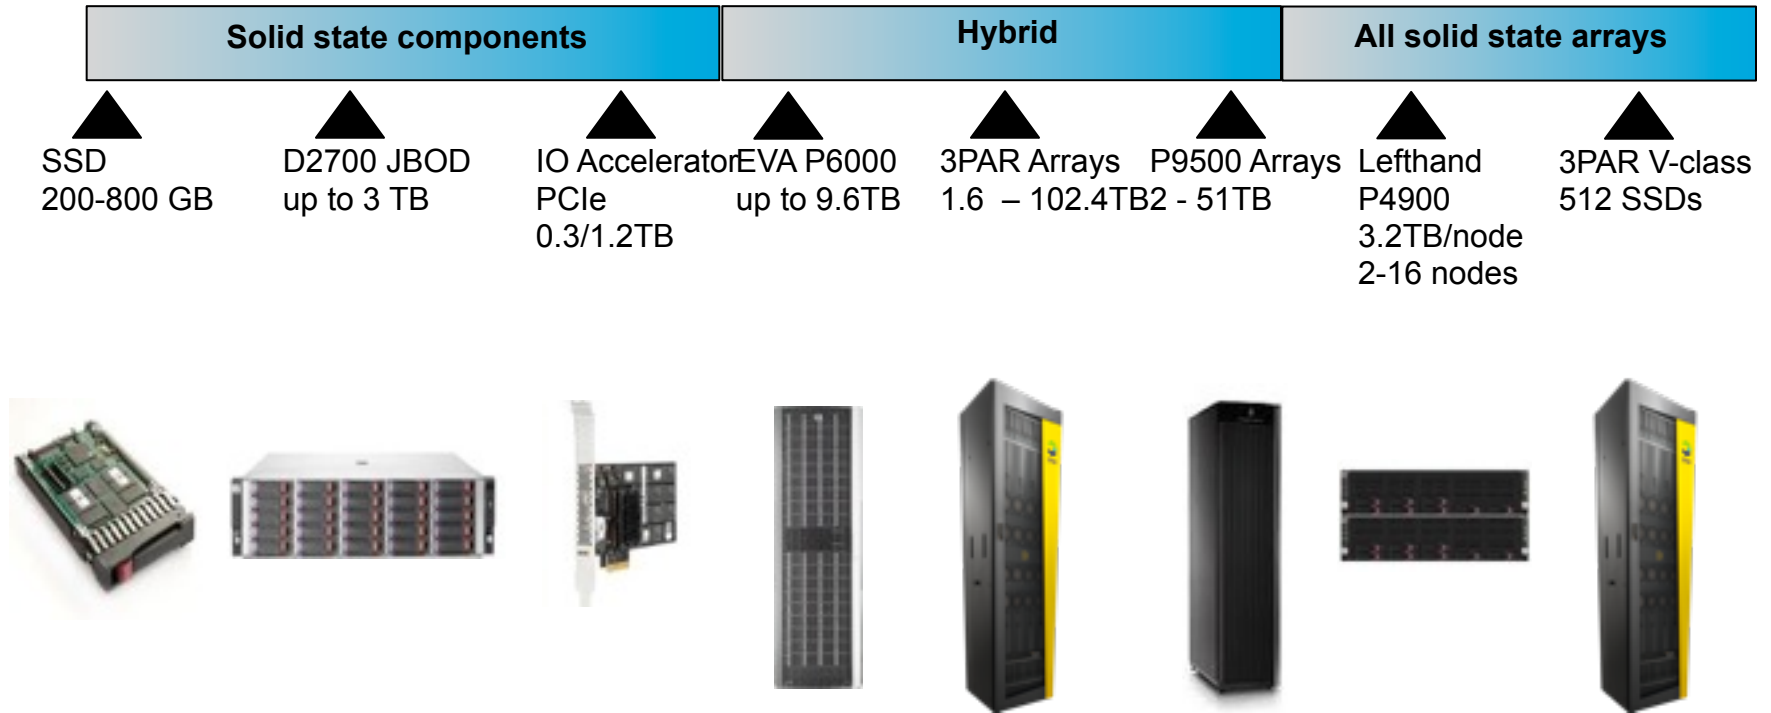 Solid state components
Hybrid
All solid state arrays
SSD
200-800 GB
D2700 JBOD
up to 3 TB
IO Accelerator
PCIe
0.3/1.2TB
EVA P6000
up to 9.6TB
3PAR Arrays
1.6 – 102.4TB
P9500 Arrays
2 - 51TB
Lefthand
P4900
3.2TB/node
2-16 nodes
3PAR V-class
512 SSDs